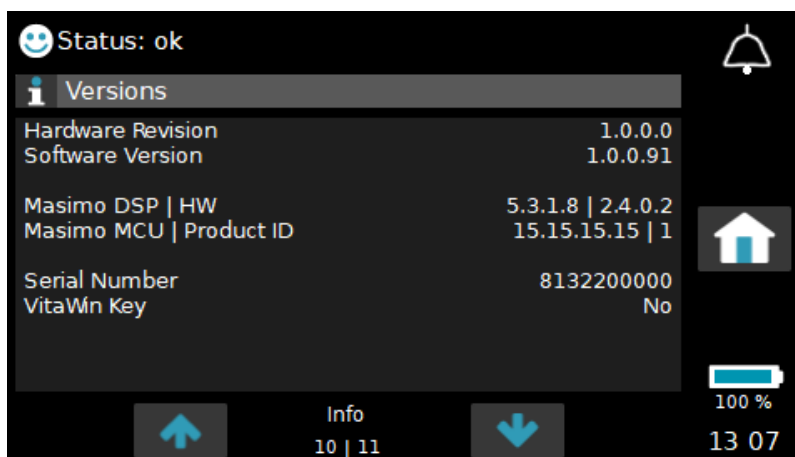 Status: ok
Versions
Hardware Revision 1.0.0.0
Software Version 1.0.0.91
Masimo DSP | HW 5.3.1.8 | 2.4.0.2
Masimo MCU | Product ID 15.15.15.15 | 1
Serial Number 8132200000
VitaWin Key No
Info
10 | 11
100 %
13 07